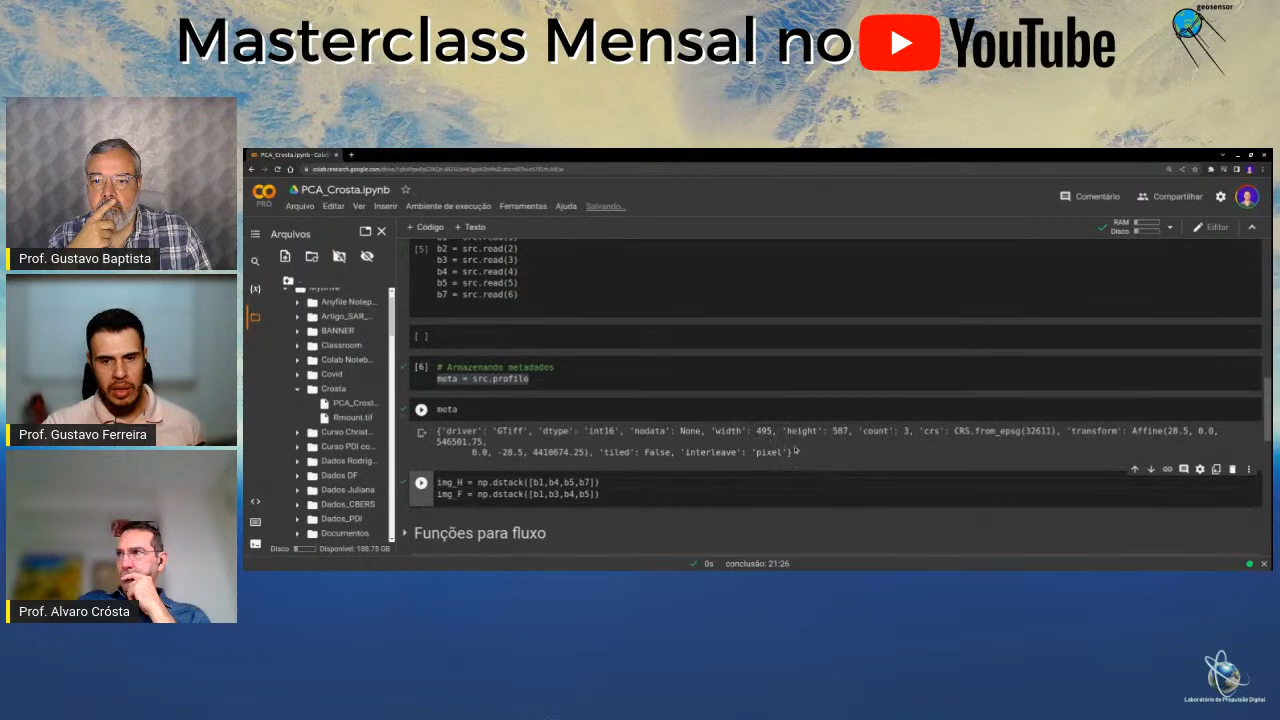 Masterclass Mensal no YouTube
geosensor
Prof. Gustavo Baptista
Prof. Gustavo Ferreira
Prof. Alvaro Crósta
PCA_Crosta.ipynb - Colab
PRO
PCA_Crosta.ipynb
Arquivo Editar Ver Inserir Ambiente de execução Ferramentas Ajuda Salvando...
Comentário
Compartilhar
Arquivos
+ Código + Texto
RAM
Disco
Editar
..
MyDrive
Anyfile Notep...
Artigo_SAR_...
BANNER
Classroom
Colab Noteb...
Covid
Crosta
PCA_Crost...
Rmount.tif
Curso Christ...
Curso PDI co...
Dados Rodrig...
Dados DF
Dados Juliana
Dados_CBERS
Dados_PDI
Documentos
Disco Disponível: 188.75 GB
[5] b2 = src.read(2)
b3 = src.read(3)
b4 = src.read(4)
b5 = src.read(5)
b7 = src.read(6)
[ ]
[6] # Armazenando metadados
meta = src.profile
meta
{'driver': 'GTiff', 'dtype': 'int16', 'nodata': None, 'width': 495, 'height': 587, 'count': 3, 'crs': CRS.from_epsg(32611), 'transform': Affine(28.5, 0.0,
546501.75,
0.0, -28.5, 4410674.25), 'tiled': False, 'interleave': 'pixel'}
img_H = np.dstack([b1,b4,b5,b7])
img_F = np.dstack([b1,b3,b4,b5])
Funções para fluxo
0s conclusão: 21:26
Laboratório de Propulsão Digital